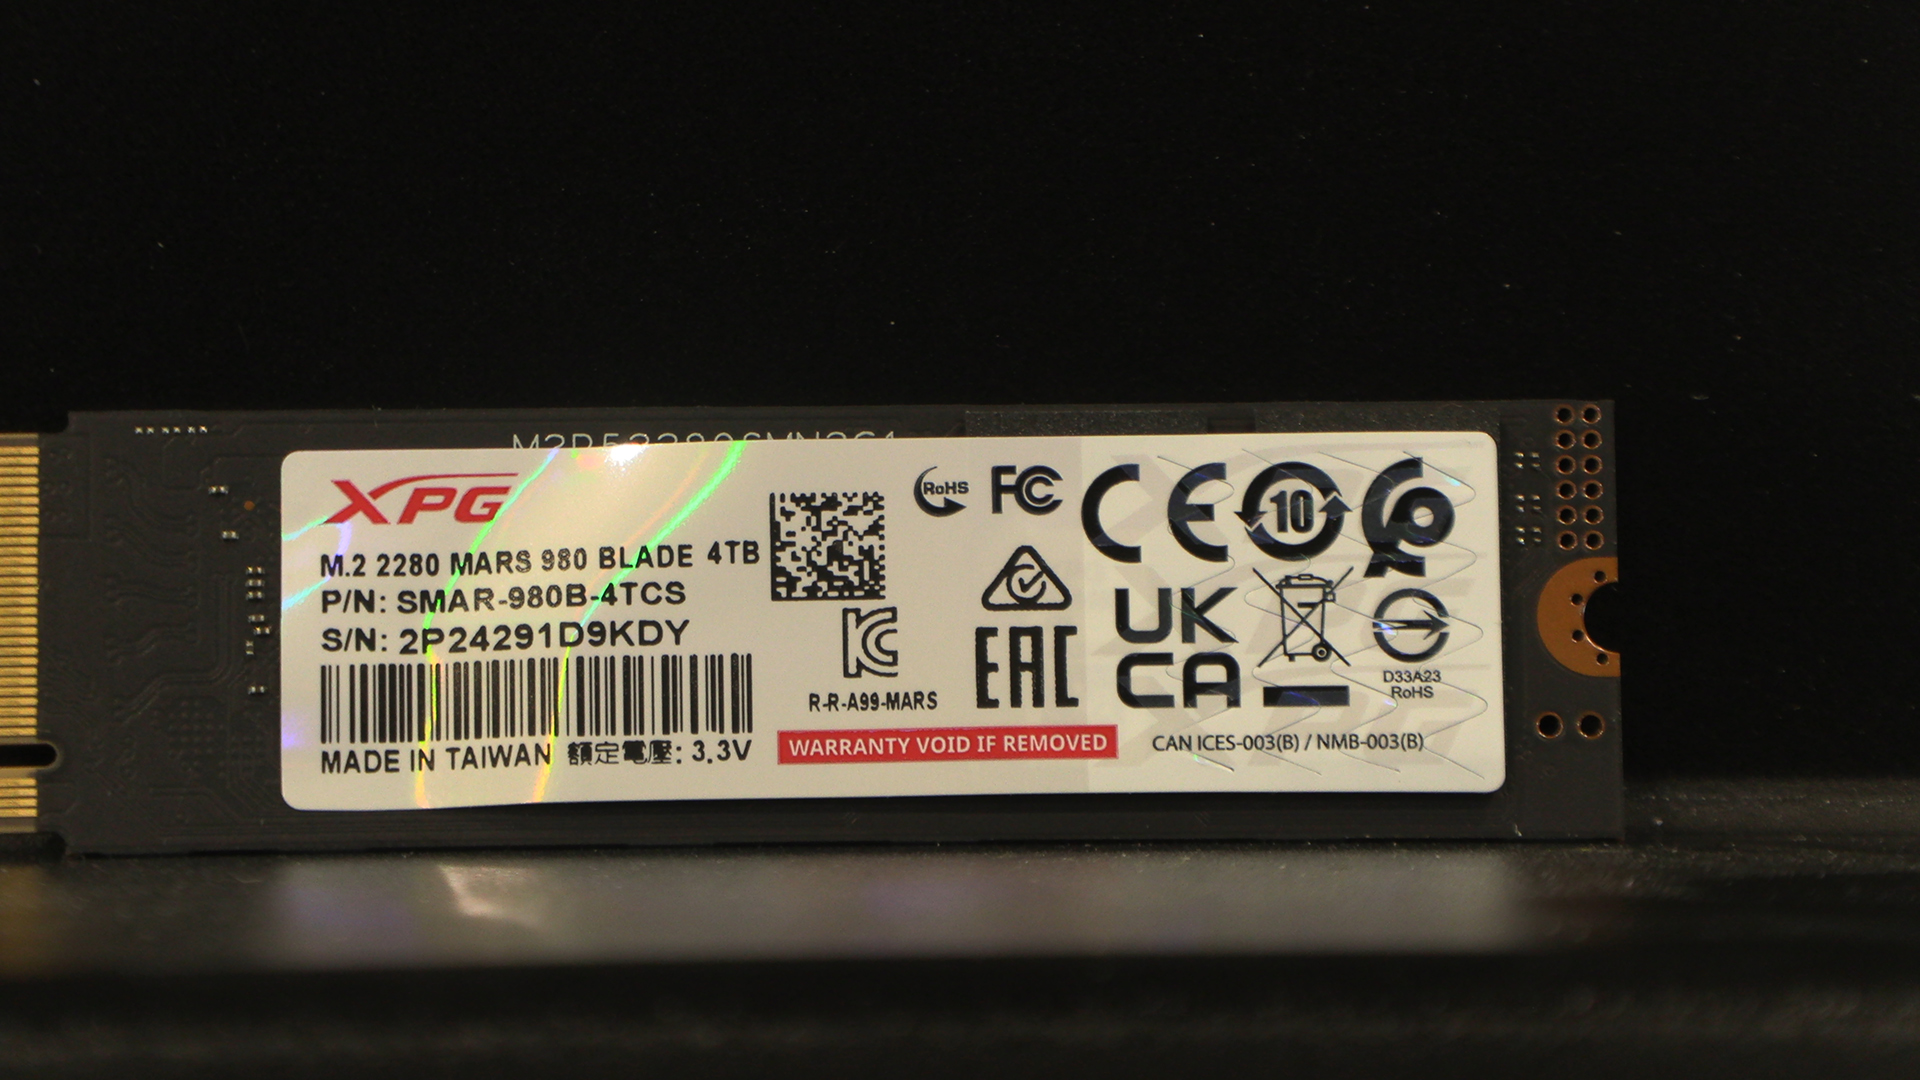 XPG
M.2 2280 MARS 980 BLADE 4TB
P/N: SMAR-980B-4TCS
S/N: 2P24291D9KDY
MADE IN TAIWAN 額定電壓: 3.3V
RoHS
FC
CE
10
R-R-A99-MARS
EAC
UK
CA
D33A23
RoHS
WARRANTY VOID IF REMOVED
CAN ICES-003(B) / NMB-003(B)